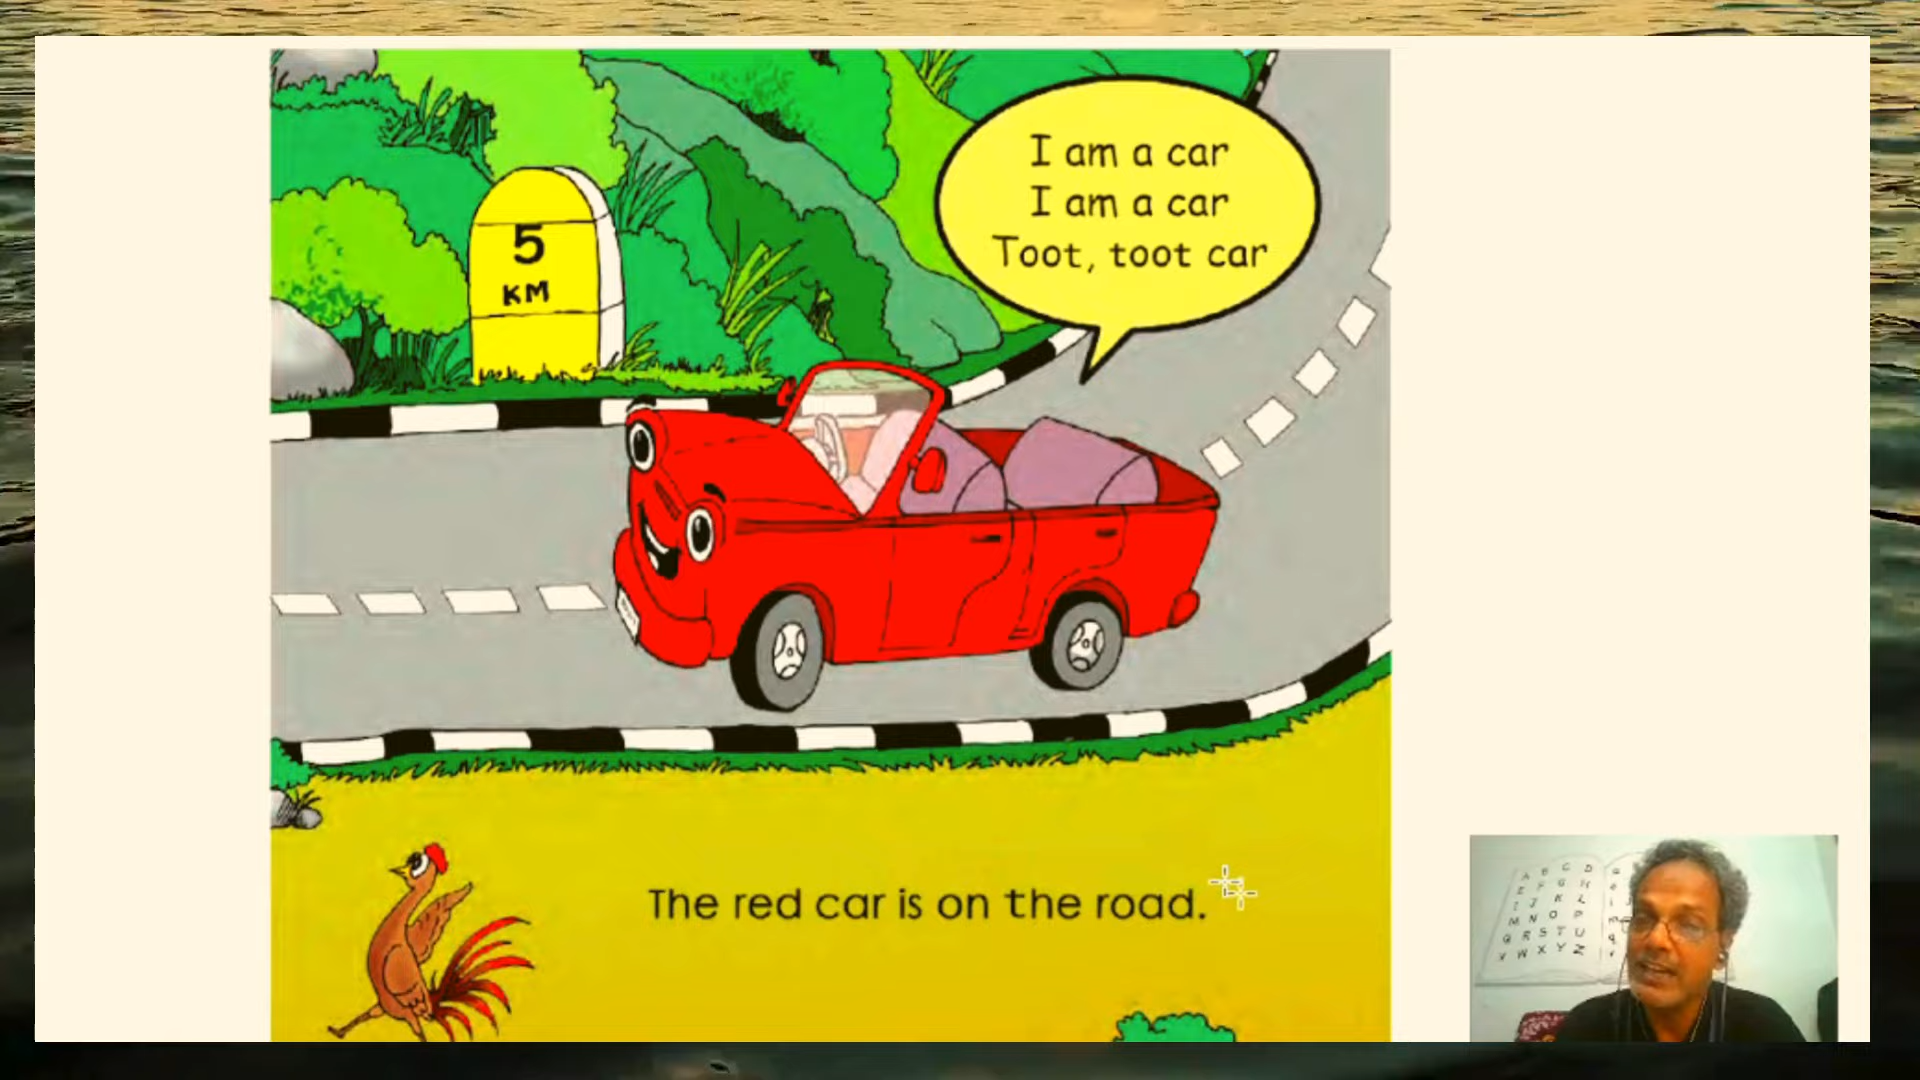 I am a car
I am a car
Toot, toot car
5
KM
The red car is on the road.
A B C D
E F G H
I J K L
M N O P
Q R S T U
V W X Y Z